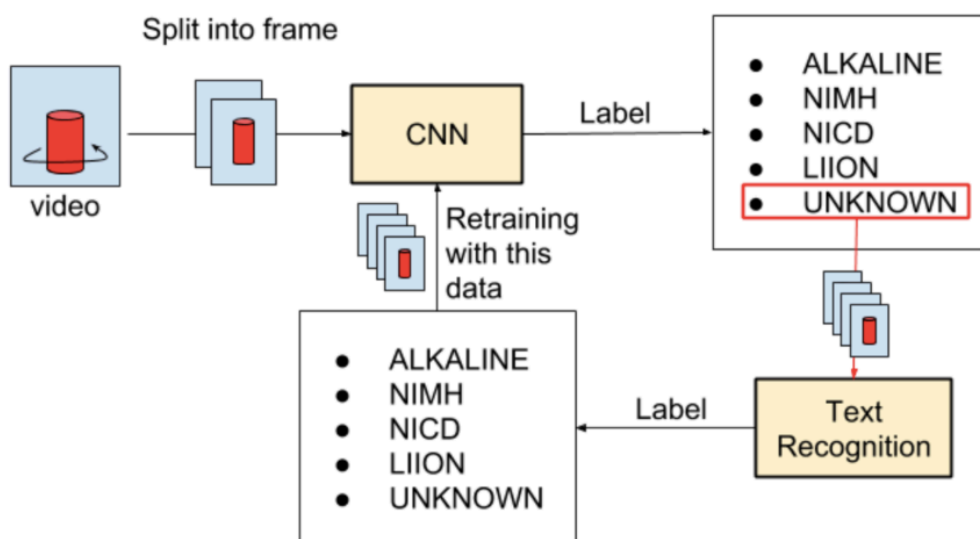 Split into frame
video
CNN
Label
● ALKALINE
● NIMH
● NICD
● LIION
● UNKNOWN
Retraining
with this
data
● ALKALINE
● NIMH
● NICD
● LIION
● UNKNOWN
Label
Text
Recognition